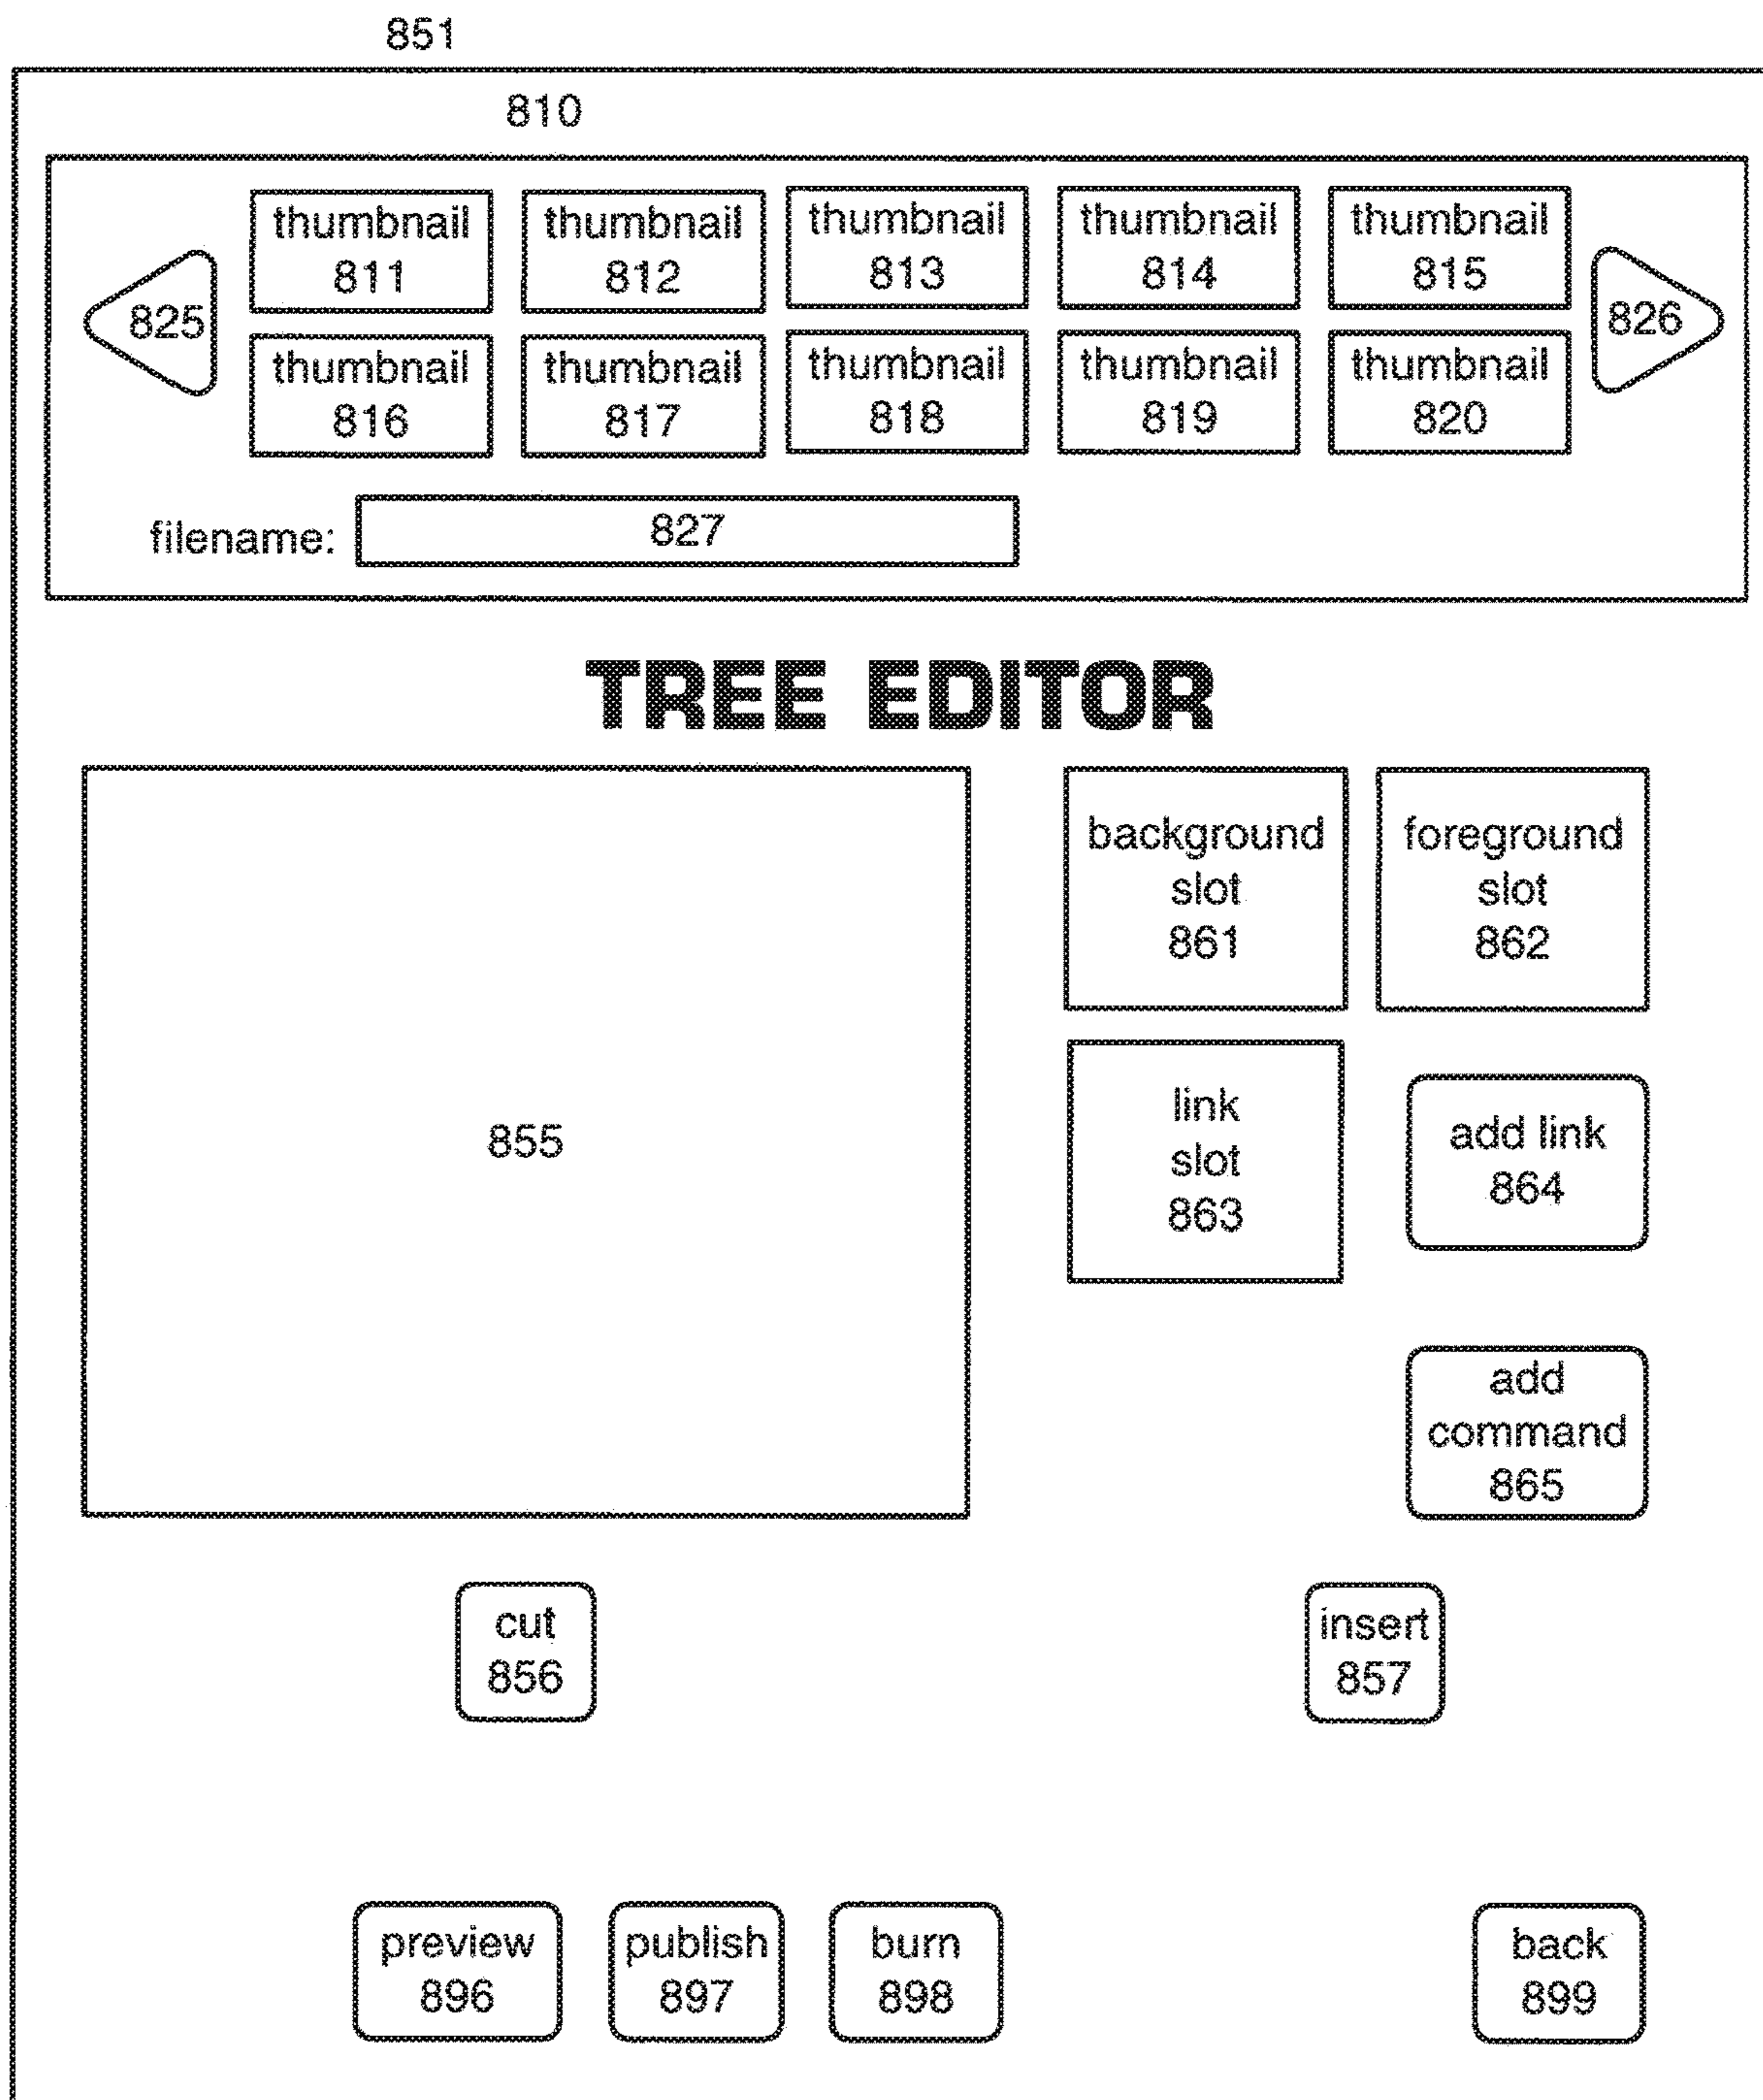 851
810
thumbnail
811
thumbnail
812
thumbnail
813
thumbnail
814
thumbnail
815
825
826
thumbnail
816
thumbnail
817
thumbnail
818
thumbnail
819
thumbnail
820
filename:
827
TREE EDITOR
855
background
slot
861
foreground
slot
862
link
slot
863
add link
864
add
command
865
cut
856
insert
857
preview
896
publish
897
burn
898
back
899